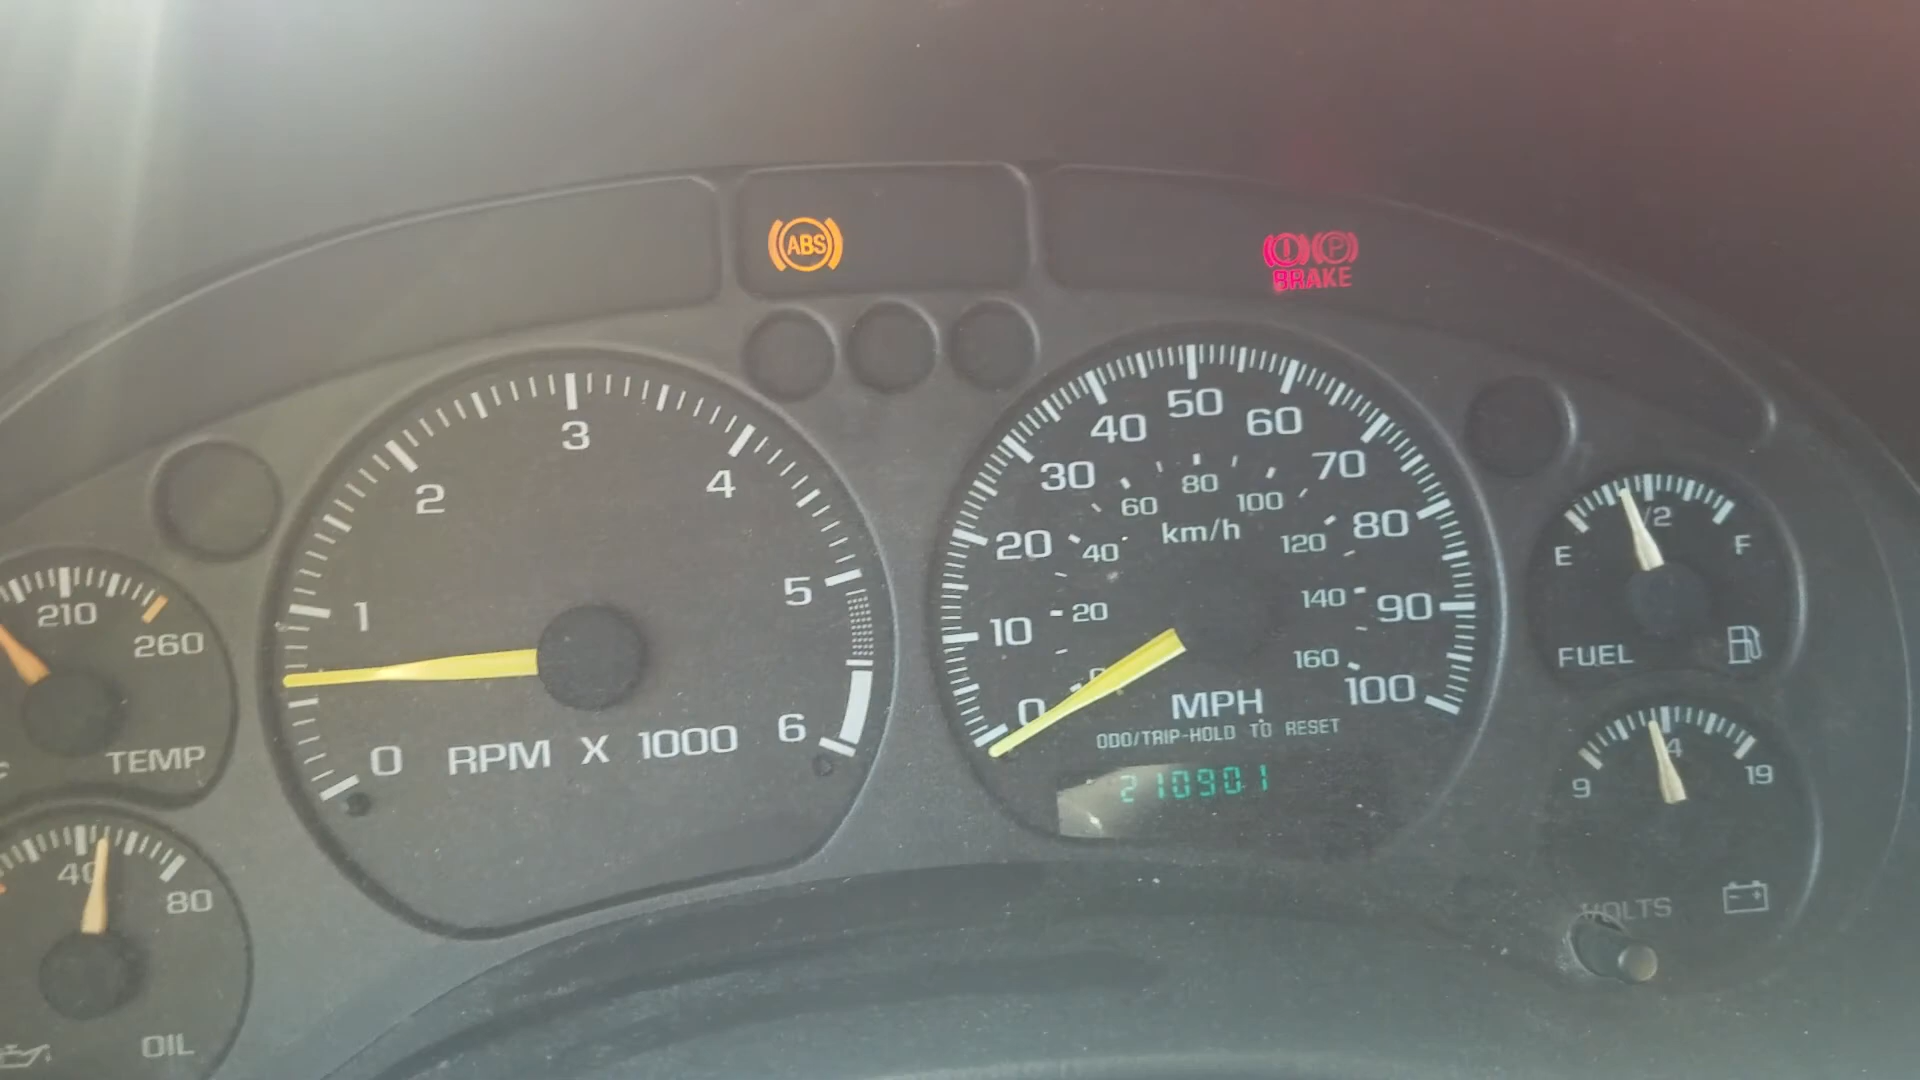 ABS
BRAKE
P
210
260
TEMP
40
80
OIL
0
1
2
3
4
5
6
RPM X 1000
0
10
20
30
40
50
60
70
80
90
100
20
40
60
80
100
120
140
160
km/h
MPH
ODO/TRIP-HOLD TO RESET
210901
E
/2
F
FUEL
9
4
19
VOLTS